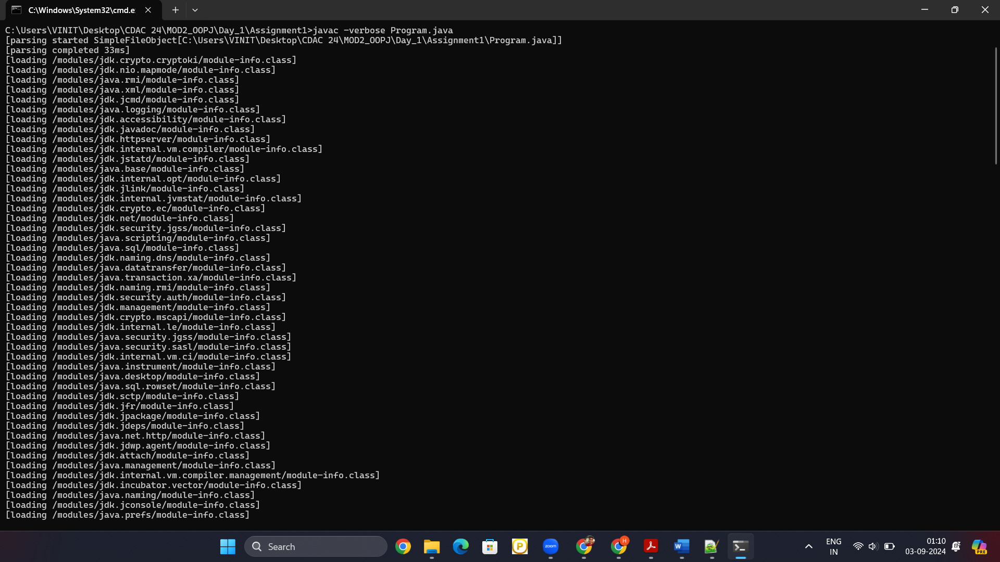 C:\Windows\System32\cmd.e
C:\Users\VINIT\Desktop\CDAC 24\MOD2_OOPJ\Day_1\Assignment1>javac -verbose Program.java
[parsing started SimpleFileObject[C:\Users\VINIT\Desktop\CDAC 24\MOD2_OOPJ\Day_1\Assignment1\Program.java]]
[parsing completed 33ms]
[loading /modules/jdk.crypto.cryptoki/module-info.class]
[loading /modules/jdk.nio.mapmode/module-info.class]
[loading /modules/java.rmi/module-info.class]
[loading /modules/java.xml/module-info.class]
[loading /modules/jdk.jcmd/module-info.class]
[loading /modules/java.logging/module-info.class]
[loading /modules/jdk.accessibility/module-info.class]
[loading /modules/jdk.javadoc/module-info.class]
[loading /modules/jdk.httpserver/module-info.class]
[loading /modules/jdk.internal.vm.compiler/module-info.class]
[loading /modules/jdk.jstatd/module-info.class]
[loading /modules/java.base/module-info.class]
[loading /modules/jdk.internal.opt/module-info.class]
[loading /modules/jdk.jlink/module-info.class]
[loading /modules/jdk.internal.jvmstat/module-info.class]
[loading /modules/jdk.crypto.ec/module-info.class]
[loading /modules/jdk.net/module-info.class]
[loading /modules/jdk.security.jgss/module-info.class]
[loading /modules/java.scripting/module-info.class]
[loading /modules/java.sql/module-info.class]
[loading /modules/jdk.naming.dns/module-info.class]
[loading /modules/java.datatransfer/module-info.class]
[loading /modules/java.transaction.xa/module-info.class]
[loading /modules/jdk.naming.rmi/module-info.class]
[loading /modules/jdk.security.auth/module-info.class]
[loading /modules/jdk.management/module-info.class]
[loading /modules/jdk.crypto.mscapi/module-info.class]
[loading /modules/jdk.internal.le/module-info.class]
[loading /modules/java.security.jgss/module-info.class]
[loading /modules/java.security.sasl/module-info.class]
[loading /modules/jdk.internal.vm.ci/module-info.class]
[loading /modules/java.instrument/module-info.class]
[loading /modules/java.desktop/module-info.class]
[loading /modules/java.sql.rowset/module-info.class]
[loading /modules/jdk.sctp/module-info.class]
[loading /modules/jdk.jfr/module-info.class]
[loading /modules/jdk.jpackage/module-info.class]
[loading /modules/jdk.jdeps/module-info.class]
[loading /modules/java.net.http/module-info.class]
[loading /modules/jdk.jdwp.agent/module-info.class]
[loading /modules/jdk.attach/module-info.class]
[loading /modules/java.management/module-info.class]
[loading /modules/jdk.internal.vm.compiler.management/module-info.class]
[loading /modules/jdk.incubator.vector/module-info.class]
[loading /modules/java.naming/module-info.class]
[loading /modules/jdk.jconsole/module-info.class]
[loading /modules/java.prefs/module-info.class]
Search
P
zoom
H
W
ENG
IN
01:10
03-09-2024
PRE